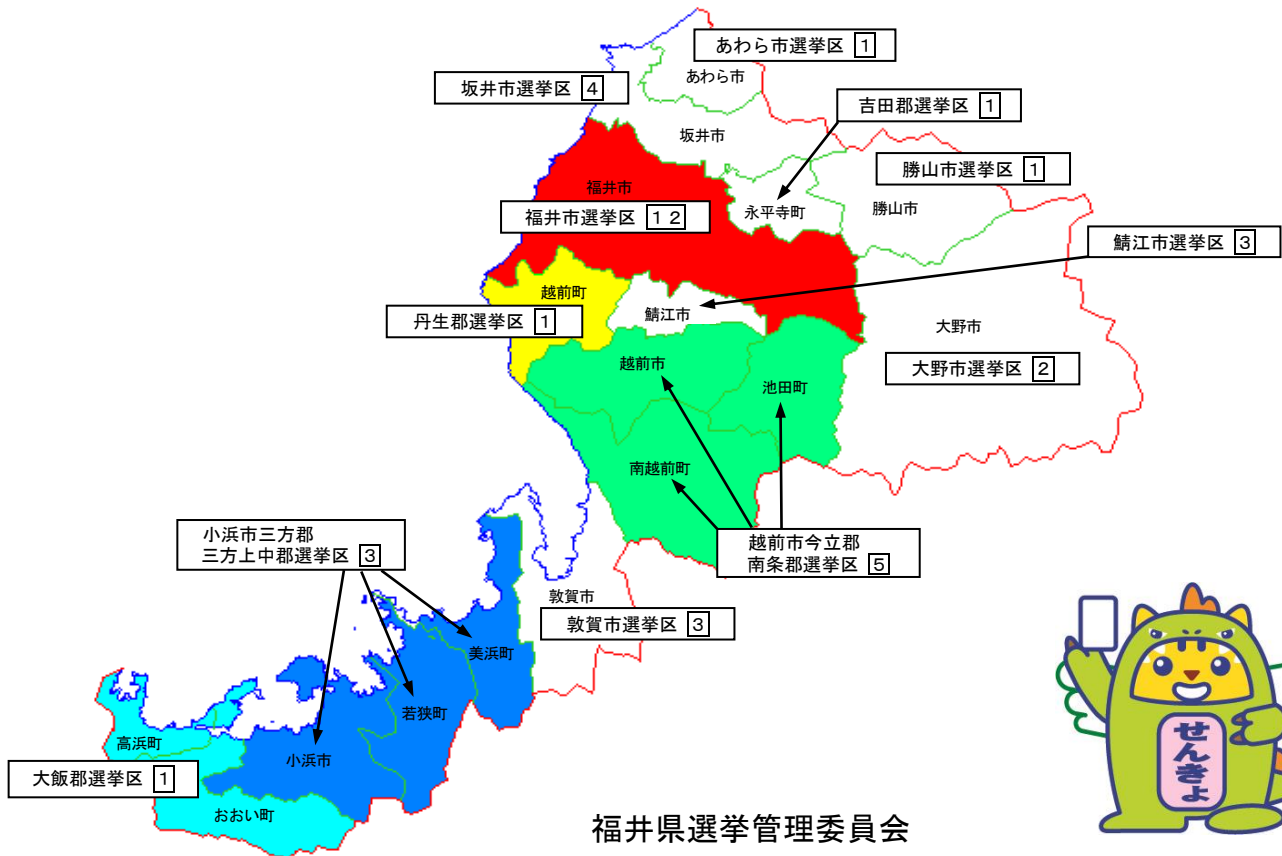 あわら市選挙区 1
あわら市
坂井市選挙区 4
吉田郡選挙区 1
坂井市
勝山市選挙区 1
福井市
勝山市
永平寺町
福井市選挙区 12
鯖江市選挙区 3
越前町
鯖江市
丹生郡選挙区 1
大野市
越前市
大野市選挙区 2
池田町
南越前町
小浜市三方郡
三方上中郡選挙区 3
越前市今立郡
南条郡選挙区 5
敦賀市
敦賀市選挙区 3
美浜町
若狭町
高浜町
小浜市
大飯郡選挙区 1
おおい町
せんきょ
福井県選挙管理委員会